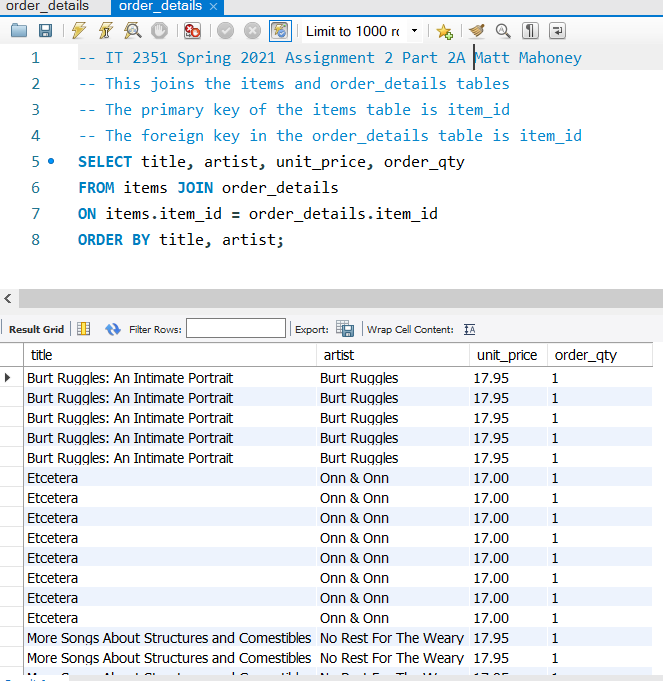 order_details order_details ×
Limit to 1000 rc
1 -- IT 2351 Spring 2021 Assignment 2 Part 2A Matt Mahoney
2 -- This joins the items and order_details tables
3 -- The primary key of the items table is item_id
4 -- The foreign key in the order_details table is item_id
5 SELECT title, artist, unit_price, order_qty
6 FROM items JOIN order_details
7 ON items.item_id = order_details.item_id
8 ORDER BY title, artist;
Result Grid Filter Rows: Export: Wrap Cell Content: IA
title artist unit_price order_qty
Burt Ruggles: An Intimate Portrait Burt Ruggles 17.95 1
Burt Ruggles: An Intimate Portrait Burt Ruggles 17.95 1
Burt Ruggles: An Intimate Portrait Burt Ruggles 17.95 1
Burt Ruggles: An Intimate Portrait Burt Ruggles 17.95 1
Burt Ruggles: An Intimate Portrait Burt Ruggles 17.95 1
Etcetera Onn & Onn 17.00 1
Etcetera Onn & Onn 17.00 1
Etcetera Onn & Onn 17.00 1
Etcetera Onn & Onn 17.00 1
Etcetera Onn & Onn 17.00 1
Etcetera Onn & Onn 17.00 1
Etcetera Onn & Onn 17.00 1
Etcetera Onn & Onn 17.00 1
More Songs About Structures and Comestibles No Rest For The Weary 17.95 1
More Songs About Structures and Comestibles No Rest For The Weary 17.95 1